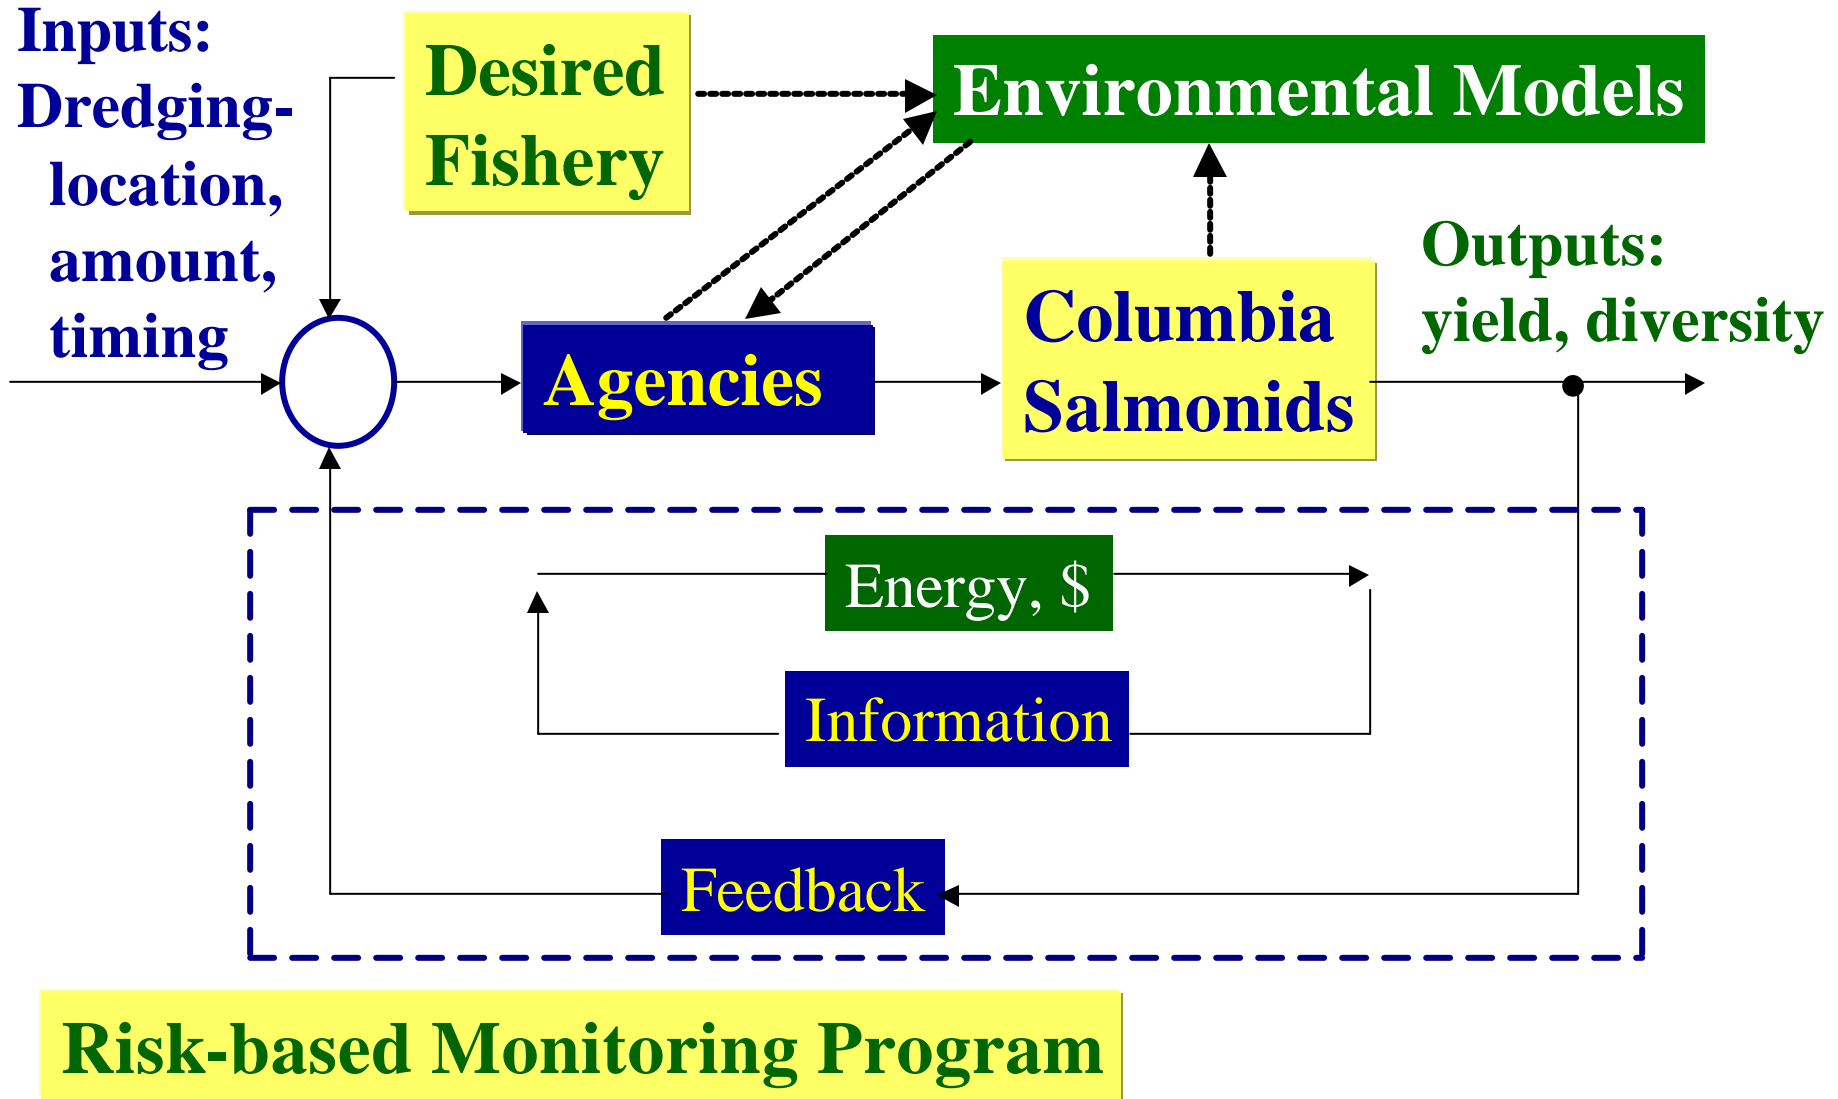 Inputs:
Dredging-
location,
amount,
timing
Desired
Fishery
Environmental Models
Agencies
Columbia
Salmonids
Outputs:
yield, diversity
Energy, $
Information
Feedback
Risk-based Monitoring Program